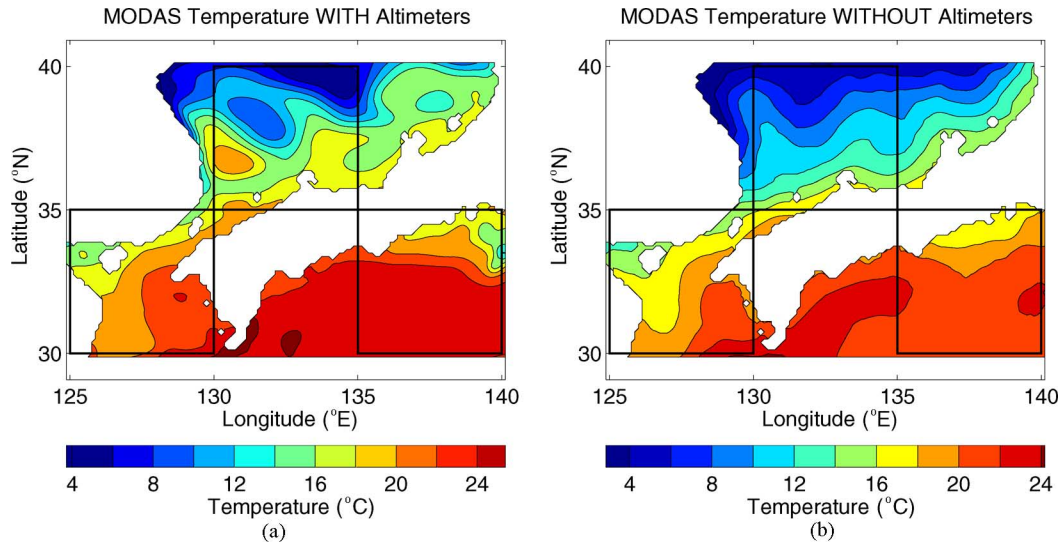 MODAS Temperature WITH Altimeters
40
35
30
Latitude (°N)
125 130 135 140
Longitude (°E)
4 8 12 16 20 24
Temperature (°C)
(a)
MODAS Temperature WITHOUT Altimeters
40
35
30
Latitude (°N)
125 130 135 140
Longitude (°E)
4 8 12 16 20 24
Temperature (°C)
(b)